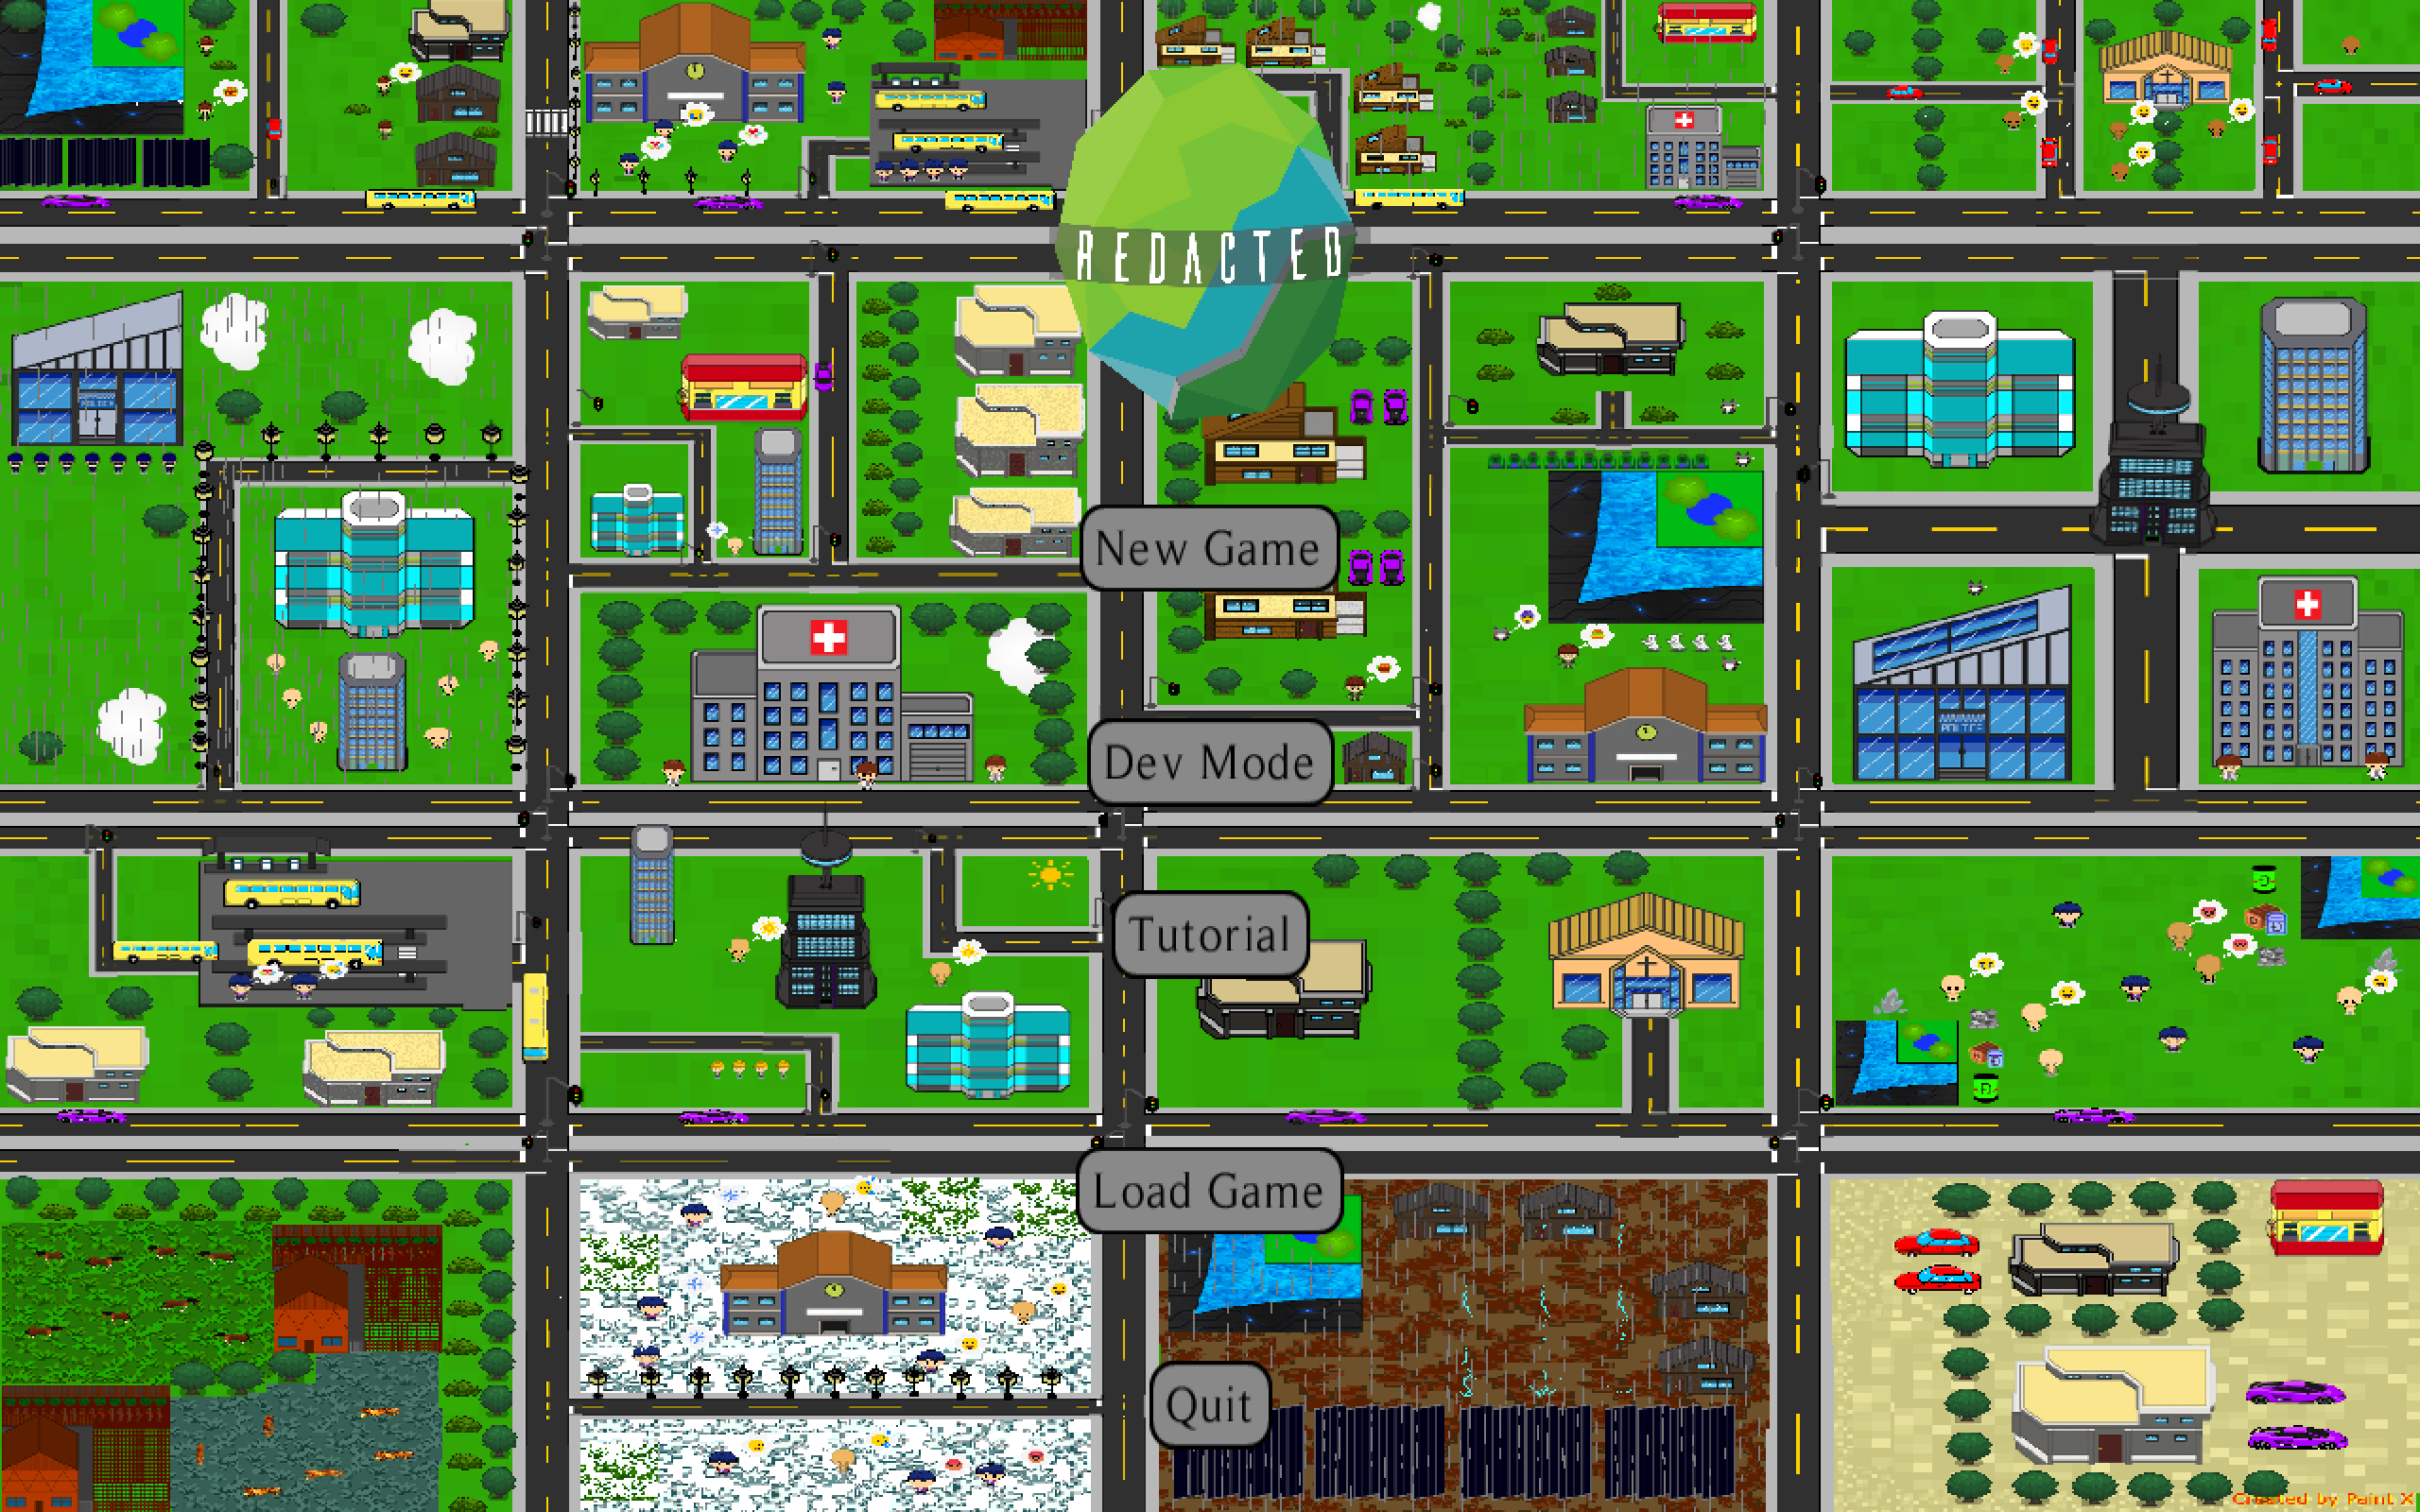 REDACTED
New Game
Dev Mode
Tutorial
Load Game
Quit
Created by Paint X